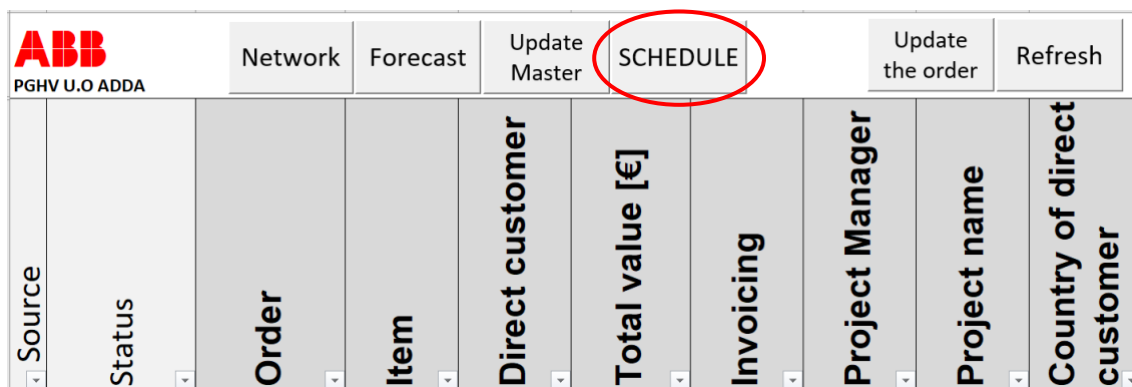 ABB
PGHV U.O ADDA
Network
Forecast
Update
Master
SCHEDULE
Update
the order
Refresh
Source
Status
Order
Item
Direct customer
Total value [€]
Invoicing
Project Manager
Project name
Country of direct
customer